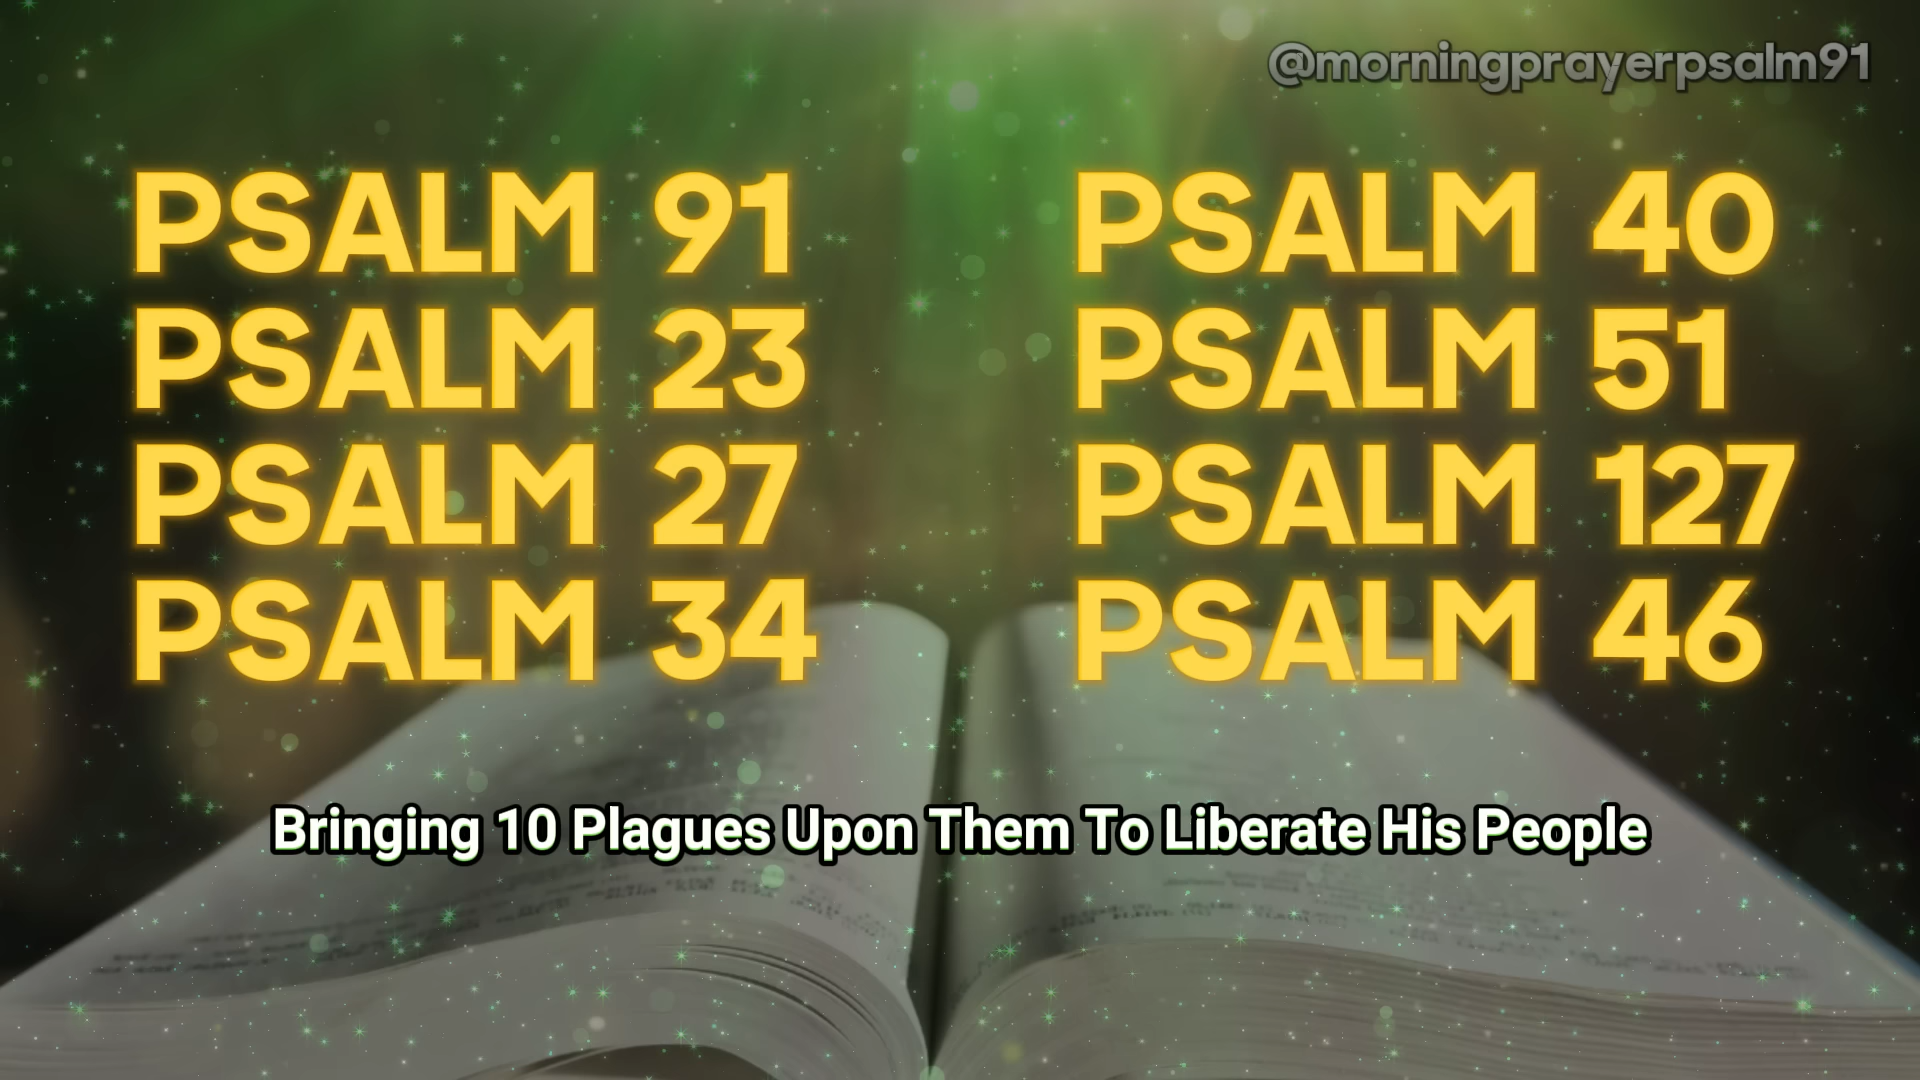 @morningprayerpsalm91
PSALM 91
PSALM 23
PSALM 27
PSALM 34
PSALM 40
PSALM 51
PSALM 127
PSALM 46
Bringing 10 Plagues Upon Them To Liberate His People